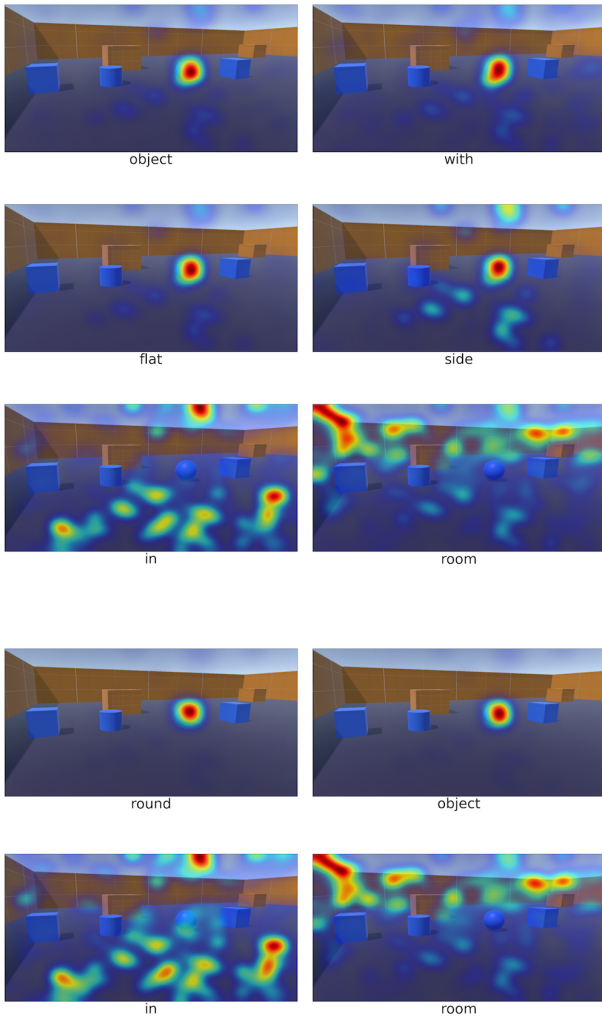 object
with
flat
side
in
room
round
object
in
room